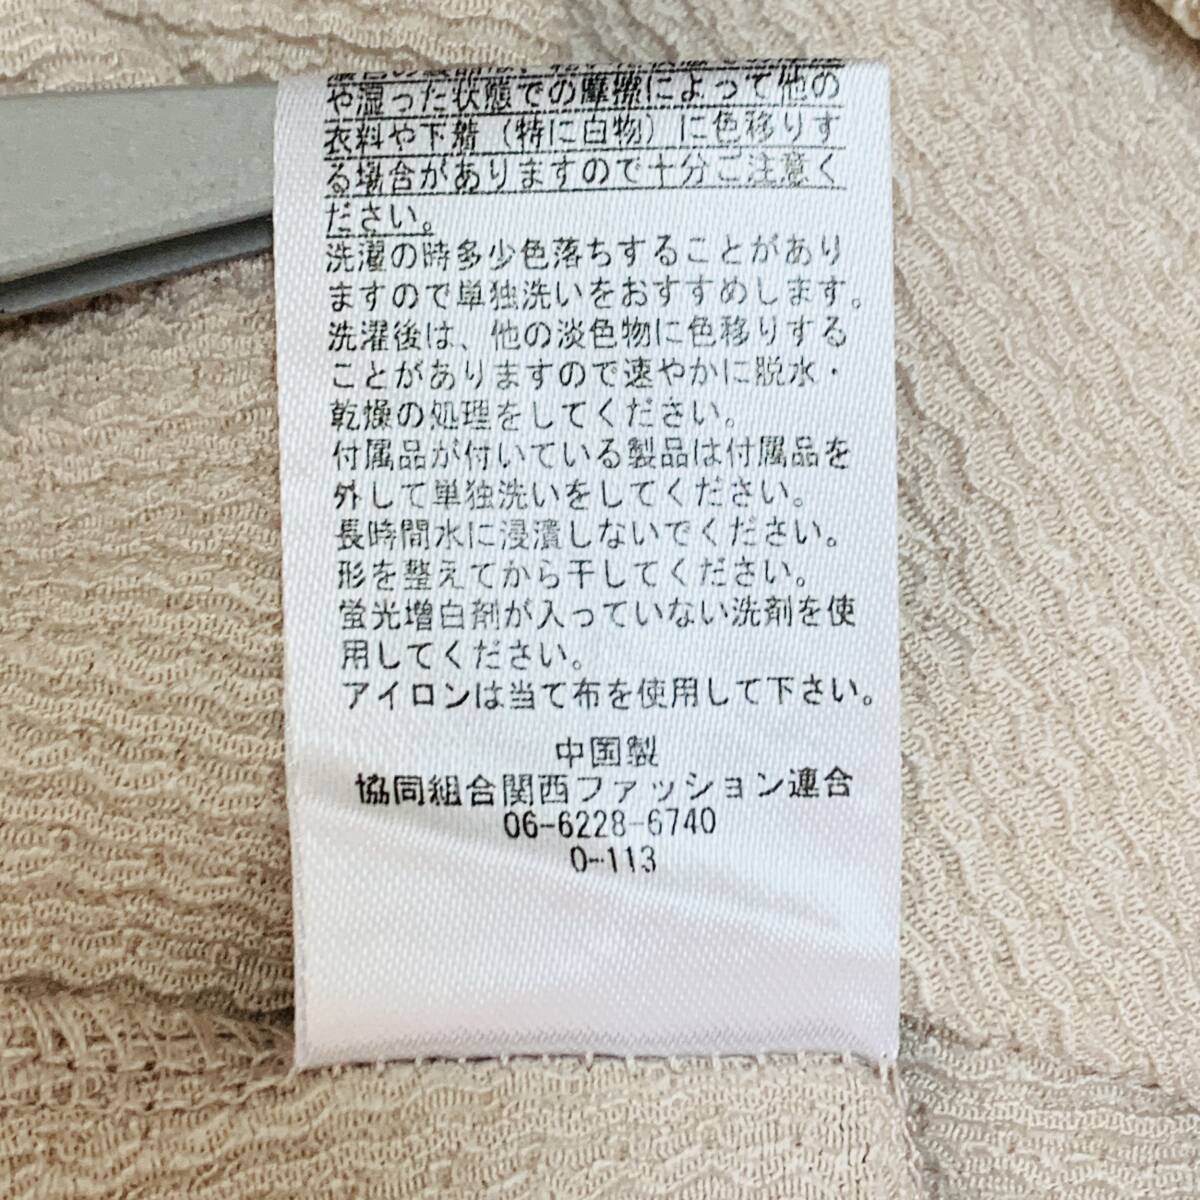 や湿った状態での摩擦によって他の
衣料や下着（特に白物）に色移りす
る場合がありますので十分ご注意く
ださい。
洗濯の時多少色落ちすることがあり
ますので単独洗いをおすすめします。
洗濯後は、他の淡色物に色移りする
ことがありますので速やかに脱水・
乾燥の処理をしてください。
付属品が付いている製品は付属品を
外して単独洗いをしてください。
長時間水に浸漬しないでください。
形を整えてから干してください。
蛍光増白剤が入っていない洗剤を使
用してください。
アイロンは当て布を使用して下さい。
中国製
協同組合関西ファッション連合
06-6228-6740
0-113